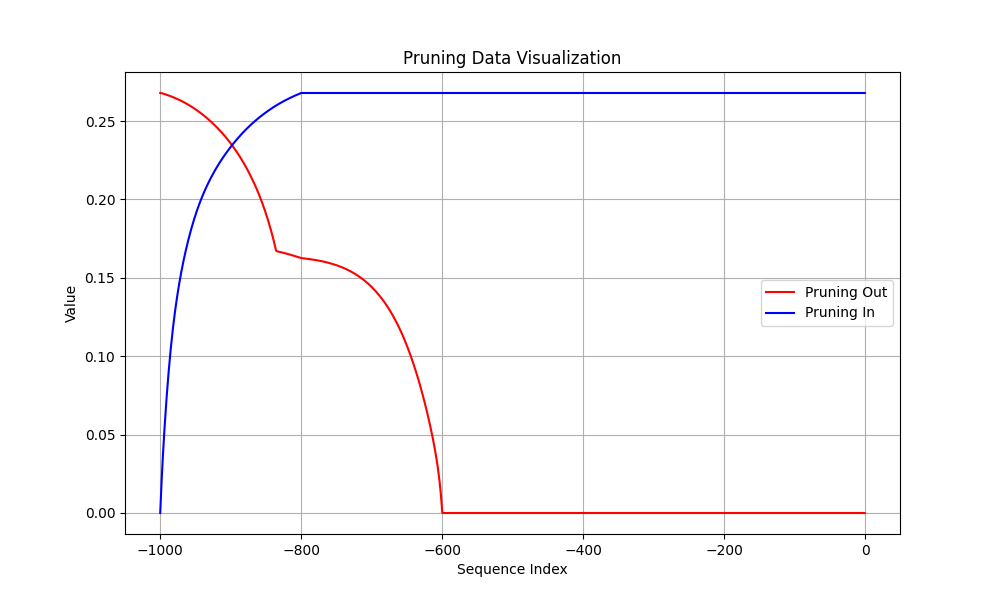 Pruning Data Visualization
Value
0.25
0.20
0.15
0.10
0.05
0.00
Pruning Out
Pruning In
−1000 −800 −600 −400 −200 0
Sequence Index